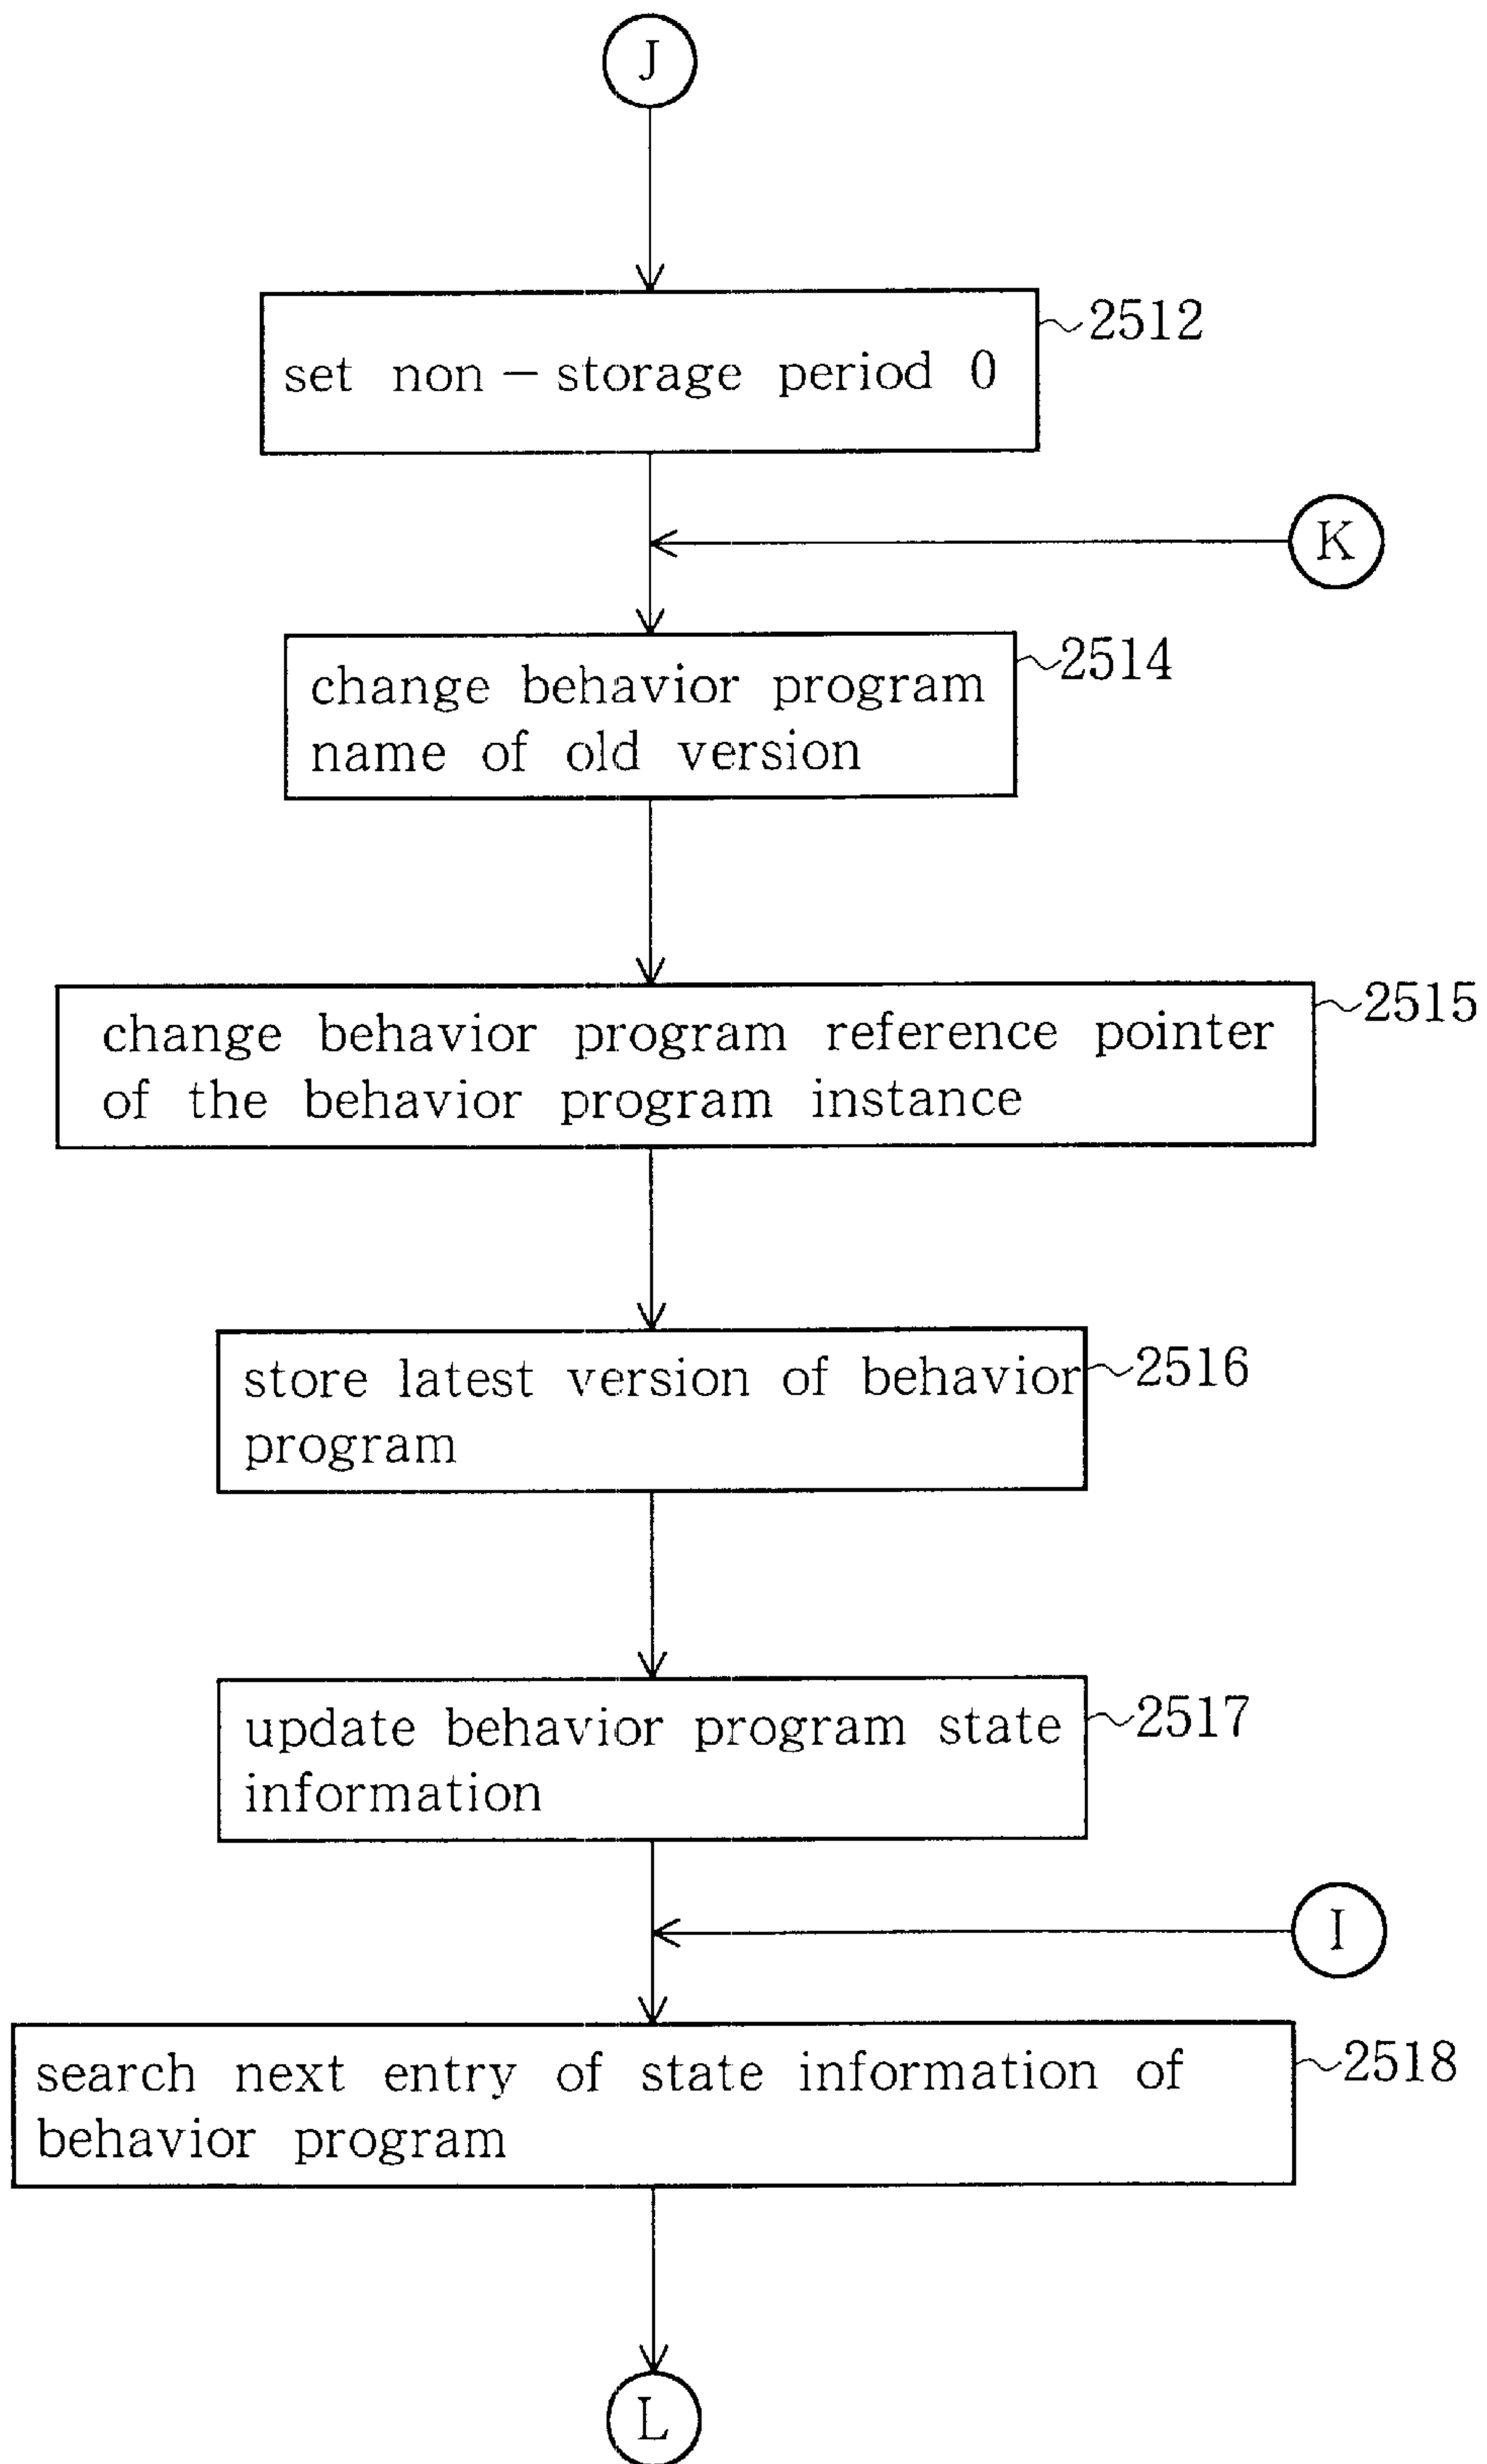 J
2512
set non－storage period 0
K
2514
change behavior program
name of old version
2515
change behavior program reference pointer
of the behavior program instance
2516
store latest version of behavior
program
2517
update behavior program state
information
I
2518
search next entry of state information of
behavior program
L